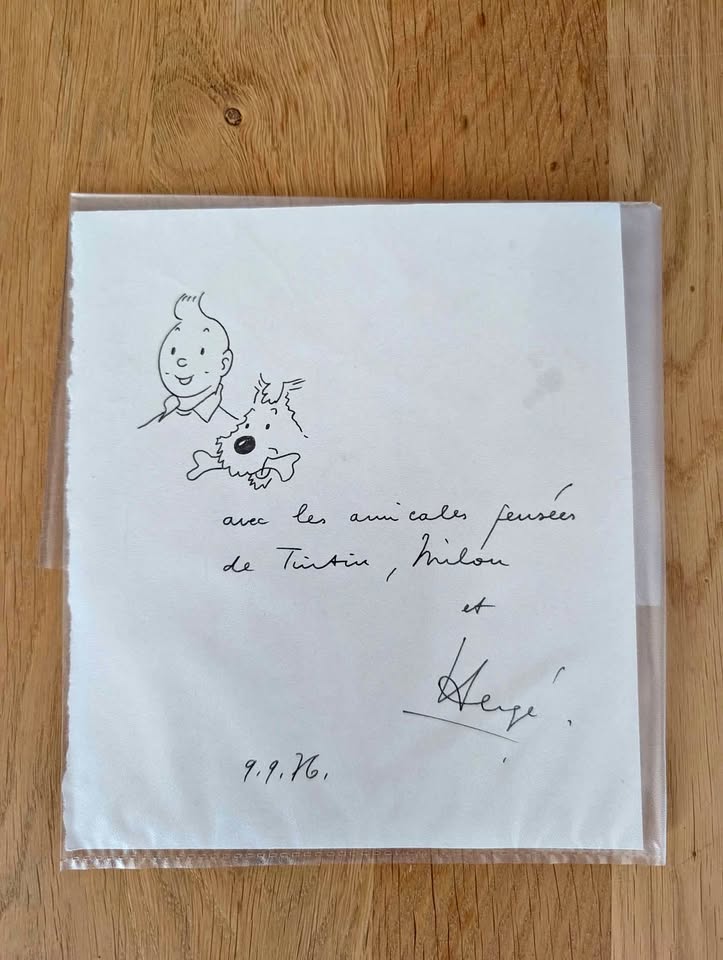 avec les amicales pensées
de Tintin, Milou
et
Hergé.
9.9.76.